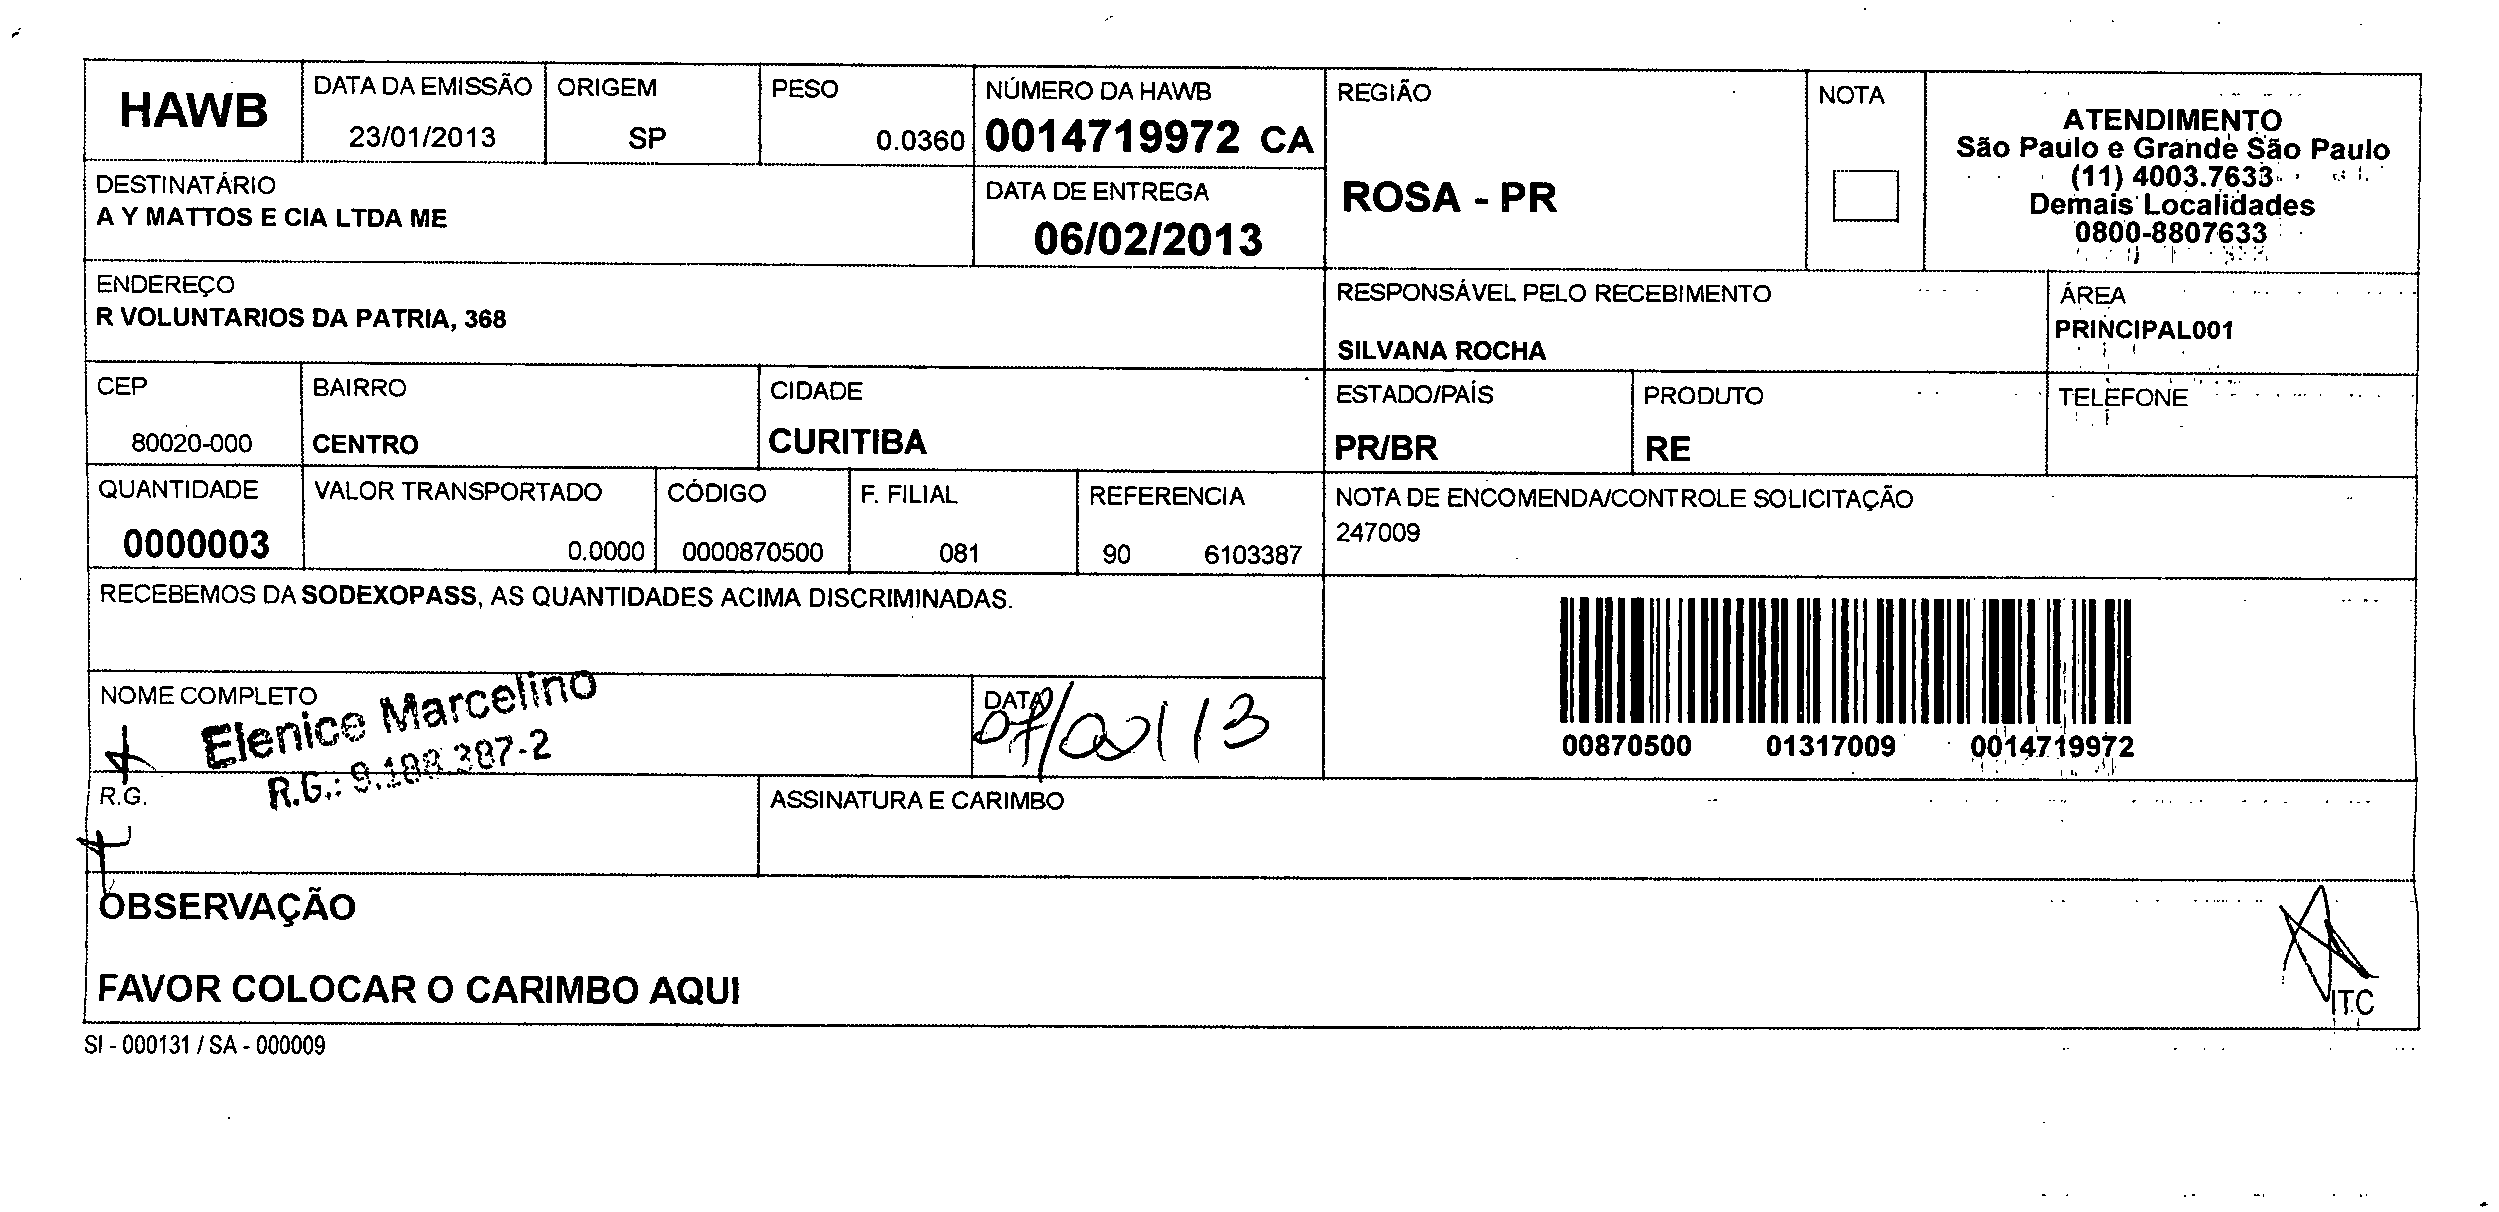 HAWB
DATA DA EMISSÃO
23/01/2013
ORIGEM
SP
PESO
0.0360
NÚMERO DA HAWB
0014719972 CA
REGIÃO
ROSA - PR
NOTA
ATENDIMENTO
São Paulo e Grande São Paulo
(11) 4003.7633
Demais Localidades
0800-8807633
DESTINATÁRIO
A Y MATTOS E CIA LTDA ME
DATA DE ENTREGA
06/02/2013
ENDEREÇO
R VOLUNTARIOS DA PATRIA, 368
RESPONSÁVEL PELO RECEBIMENTO
SILVANA ROCHA
ÁREA
PRINCIPAL001
CEP
80020-000
BAIRRO
CENTRO
CIDADE
CURITIBA
ESTADO/PAÍS
PR/BR
PRODUTO
RE
TELEFONE
QUANTIDADE
0000003
VALOR TRANSPORTADO
0.0000
CÓDIGO
0000870500
F. FILIAL
081
REFERENCIA
90 6103387
NOTA DE ENCOMENDA/CONTROLE SOLICITAÇÃO
247009
RECEBEMOS DA SODEXOPASS, AS QUANTIDADES ACIMA DISCRIMINADAS.
00870500 01317009 0014719972
NOME COMPLETO
Elenice Marcelino
R.G.: 9.188.387-2
DATA
R.G.
ASSINATURA E CARIMBO
OBSERVAÇÃO
FAVOR COLOCAR O CARIMBO AQUI
ITC
SI - 000131 / SA - 000009